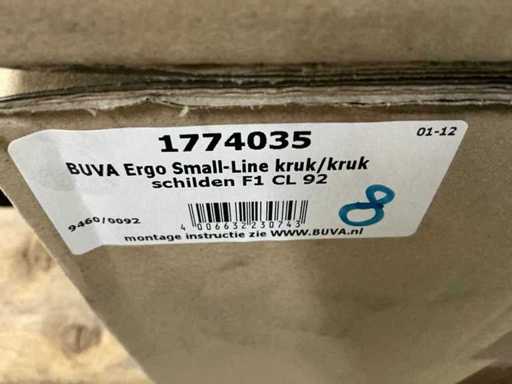 01-12
1774035
BUVA Ergo Small-Line kruk/kruk
schilden F1 CL 92
9460/0092
4 006632 230743
8
montage instructie zie WWW.BUVA.nl